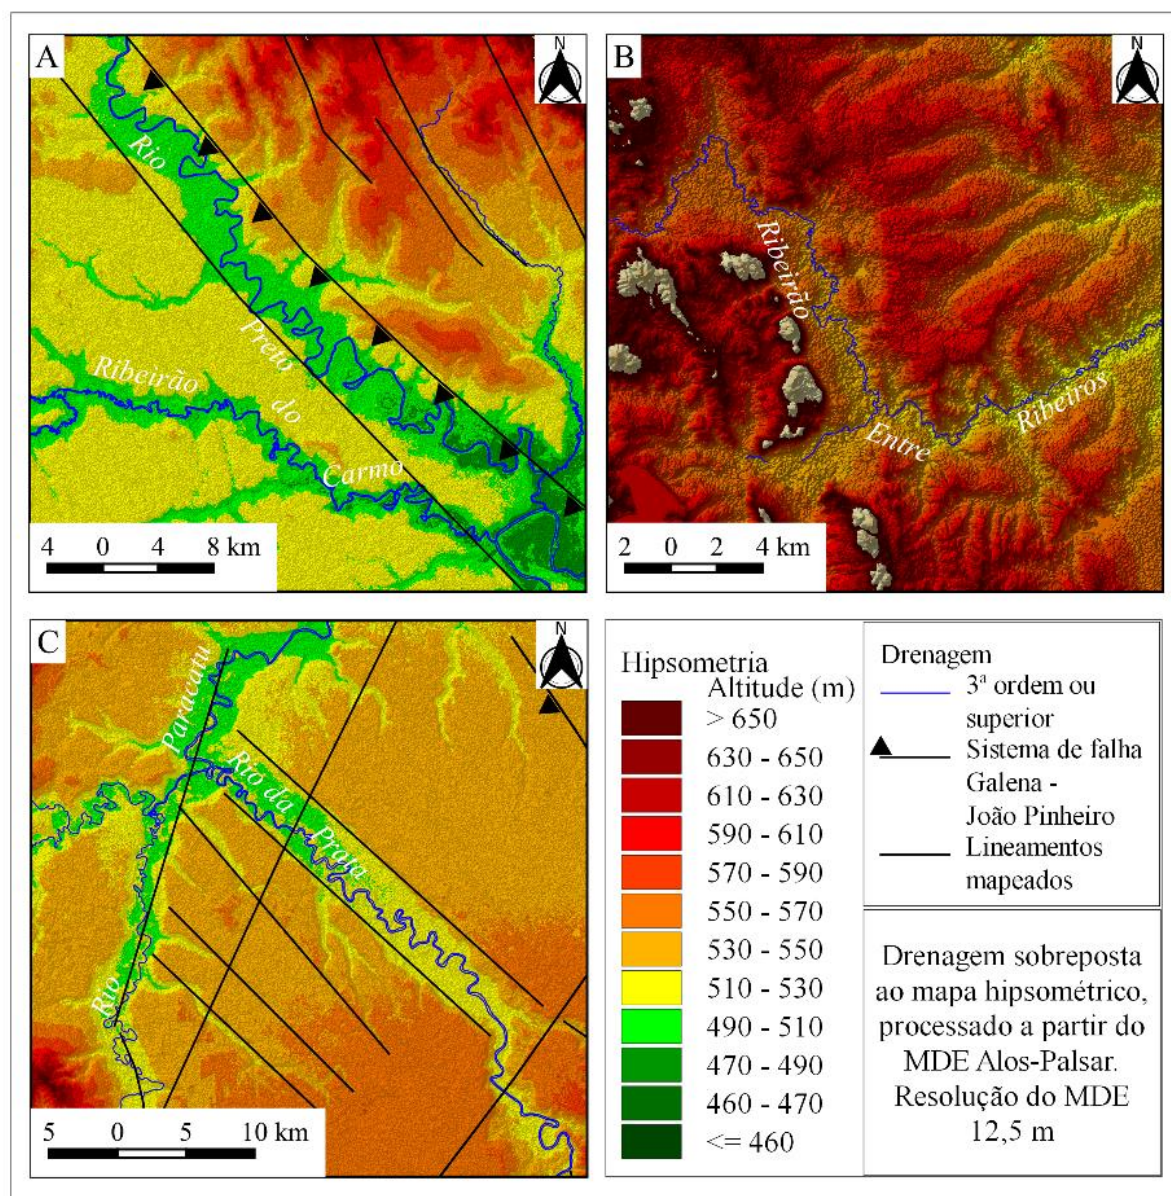 A
N
Rio
Preto
Ribeirão
do
Carmo
4 0 4 8 km
B
N
Ribeirão
Entre
Ribeiros
2 0 2 4 km
C
N
Paracatu
Rio da
Prata
Rio
5 0 5 10 km
Hipsometria
Altitude (m)
> 650
630 - 650
610 - 630
590 - 610
570 - 590
550 - 570
530 - 550
510 - 530
490 - 510
470 - 490
460 - 470
<= 460
Drenagem
3ª ordem ou
superior
Sistema de falha
Galena -
João Pinheiro
Lineamentos
mapeados
Drenagem sobreposta
ao mapa hipsométrico,
processado a partir do
MDE Alos-Palsar.
Resolução do MDE
12,5 m